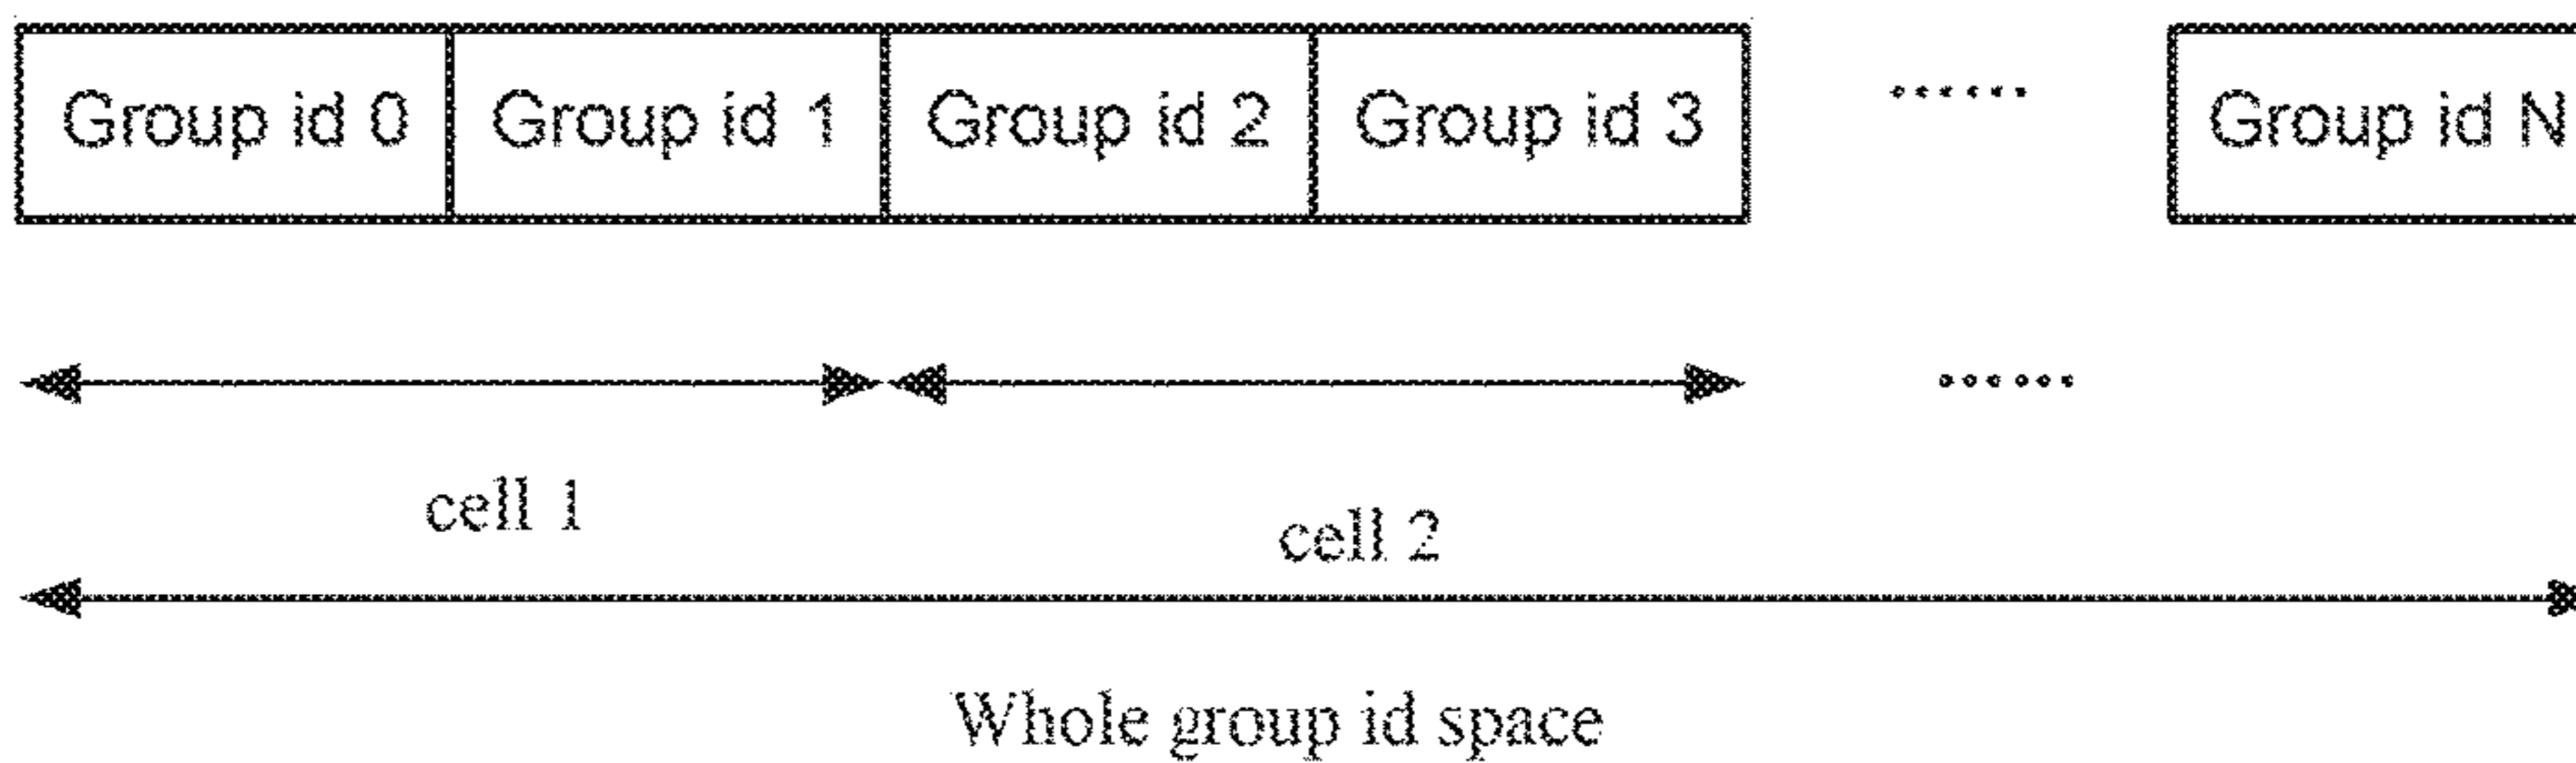 Group id 0 Group id 1 Group id 2 Group id 3 ...... Group id N
......
cell 1
cell 2
Whole group id space